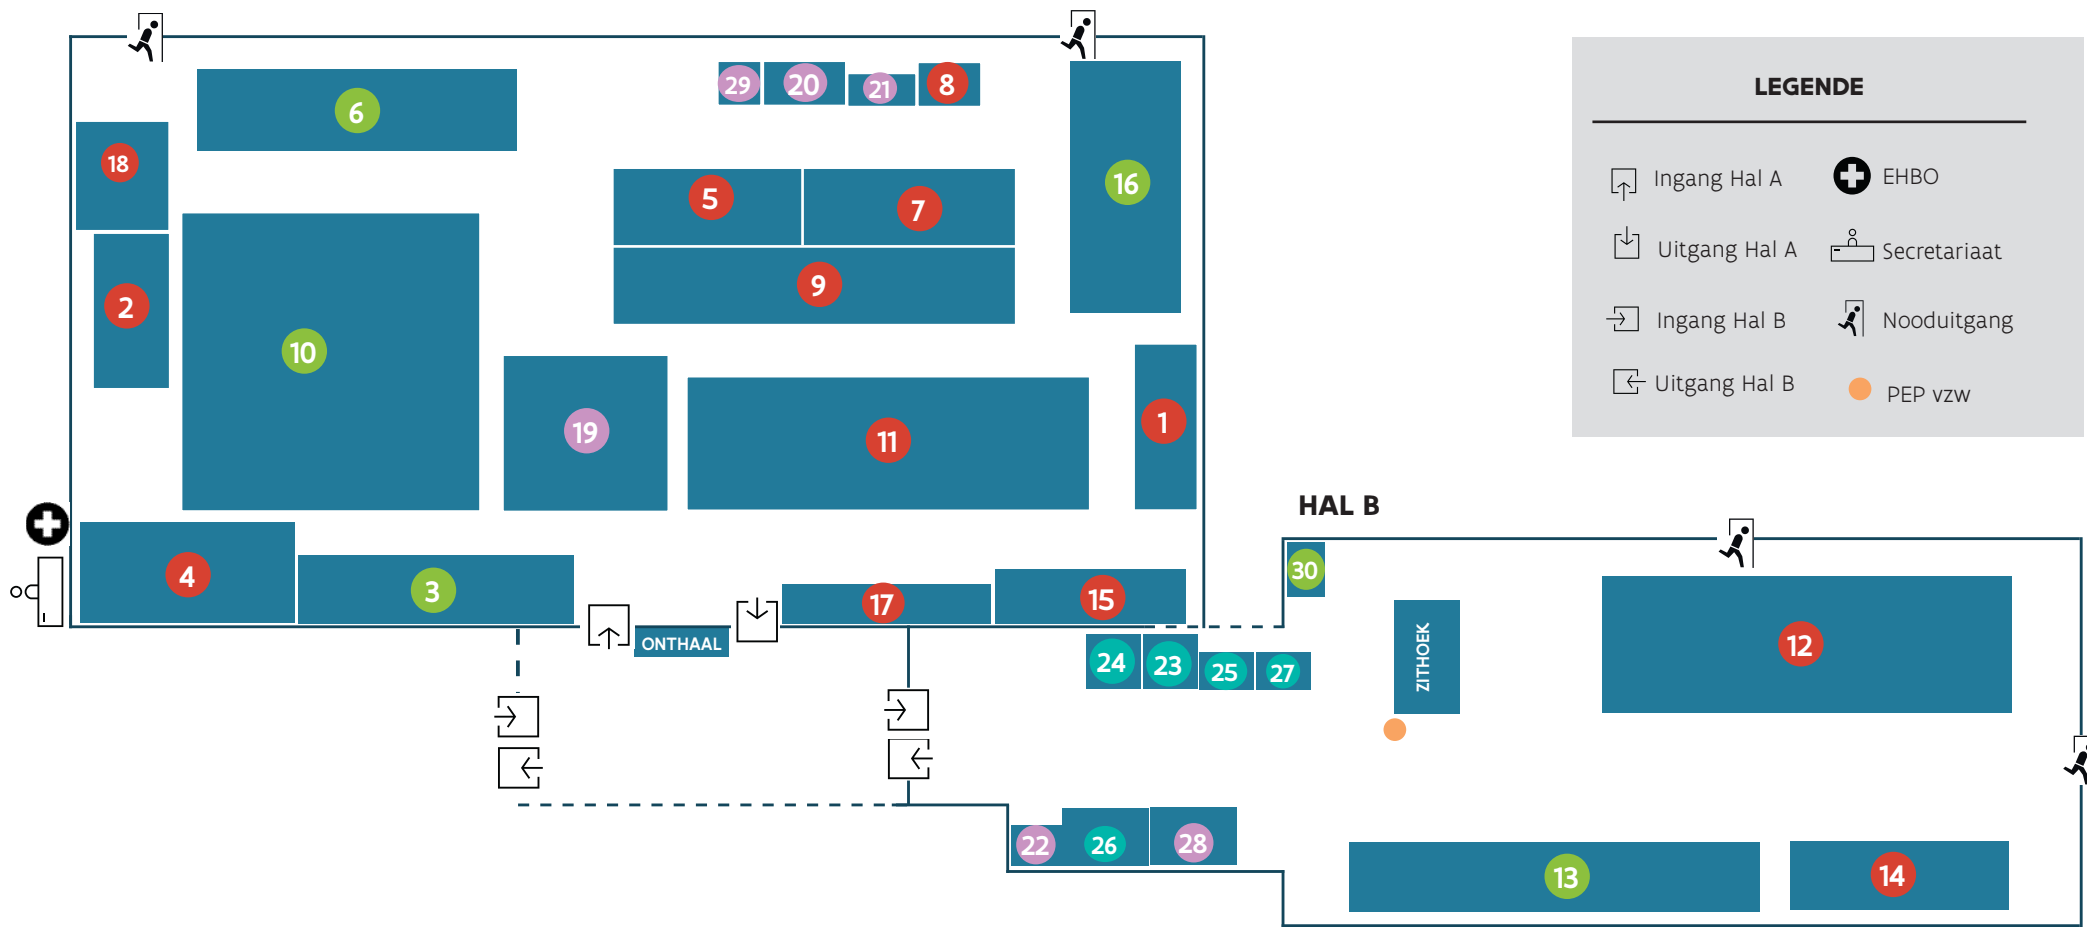 29 20 21 8
6
LEGENDE
18
16
Ingang Hal A
EHBO
5
7
Uitgang Hal A
Secretariaat
9
2
Ingang Hal B
Nooduitgang
10
Uitgang Hal B
PEP vzw
19
11
1
HAL B
4
3
17
15
30
ONTHAAL
24 23 25 27
ZITHOEK
12
22 26 28
13
14